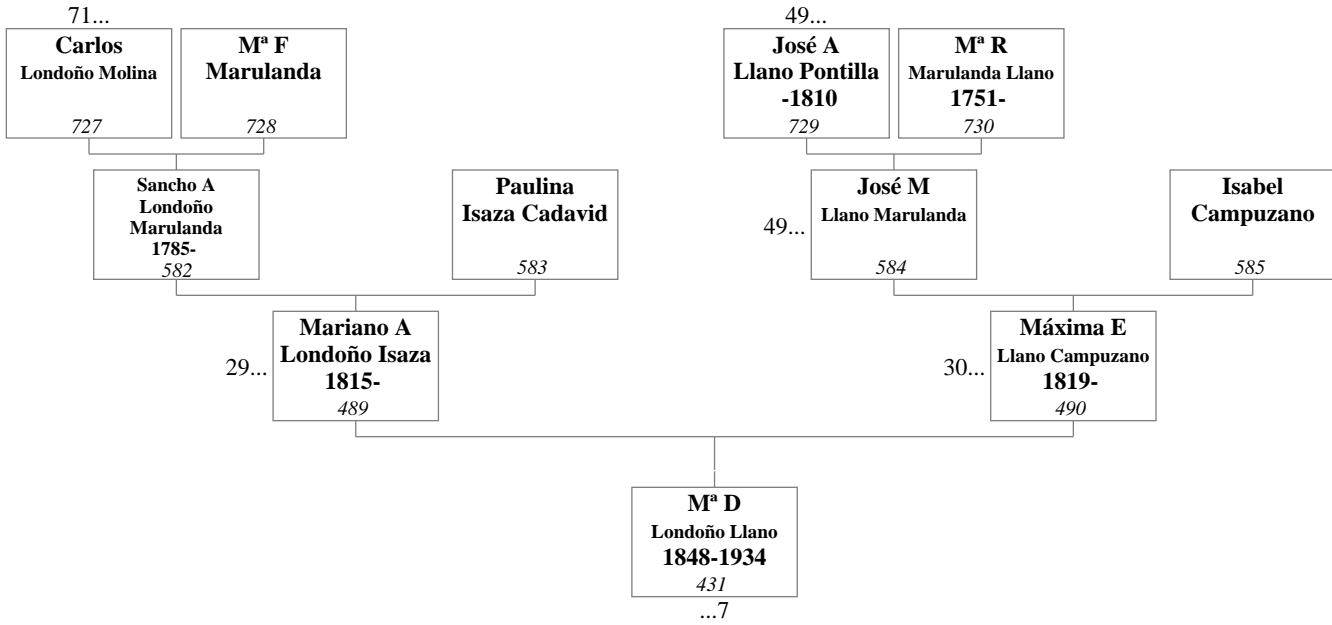 71...
Carlos
Londoño Molina
727
Mª F
Marulanda
728
49...
José A
Llano Pontilla
-1810
729
Mª R
Marulanda Llano
1751-
730
Sancho A
Londoño
Marulanda
1785-
582
Paulina
Isaza Cadavid
583
49...
José M
Llano Marulanda
584
Isabel
Campuzano
585
29...
Mariano A
Londoño Isaza
1815-
489
30...
Máxima E
Llano Campuzano
1819-
490
Mª D
Londoño Llano
1848-1934
431
...7